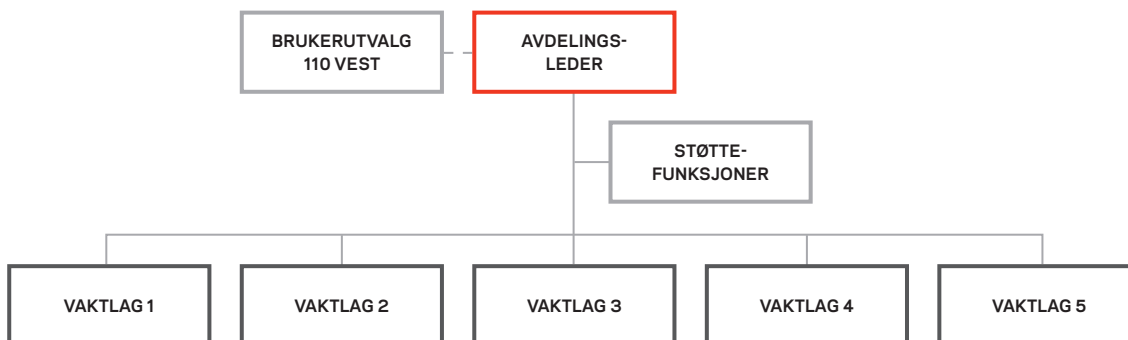 BRUKERUTVALG
110 VEST
AVDELINGS-
LEDER
STØTTE-
FUNKSJONER
VAKTLAG 1
VAKTLAG 2
VAKTLAG 3
VAKTLAG 4
VAKTLAG 5